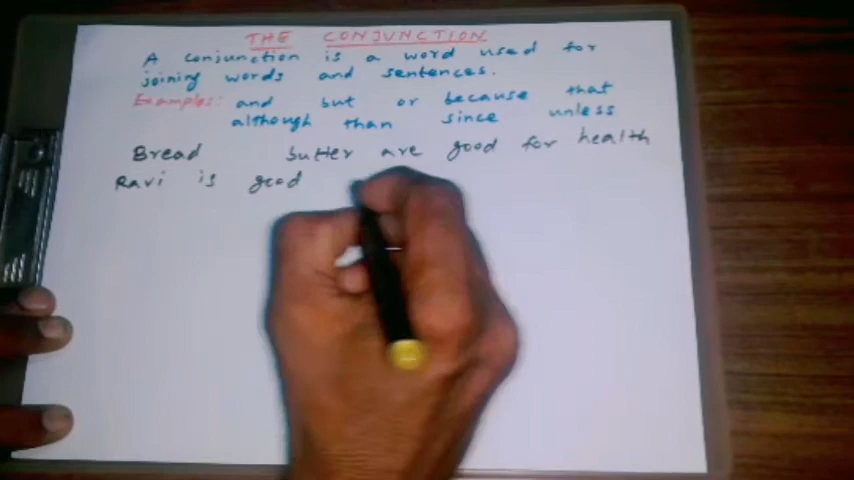 THE CONJUNCTION
A conjunction is a word used for
joining words and sentences.
Examples: and but or because that
although than since unless
Bread butter are good for health
Ravi is good